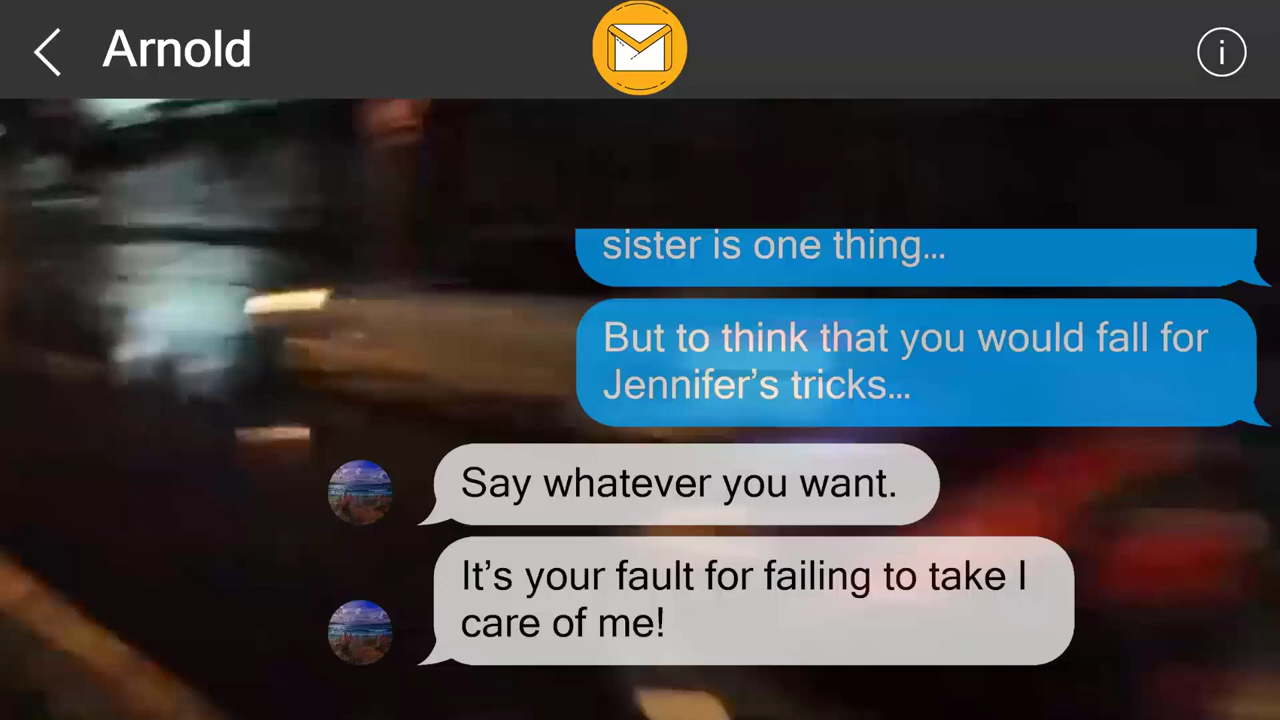 Arnold
i
sister is one thing...
But to think that you would fall for
Jennifer’s tricks...
Say whatever you want.
It’s your fault for failing to take I
care of me!